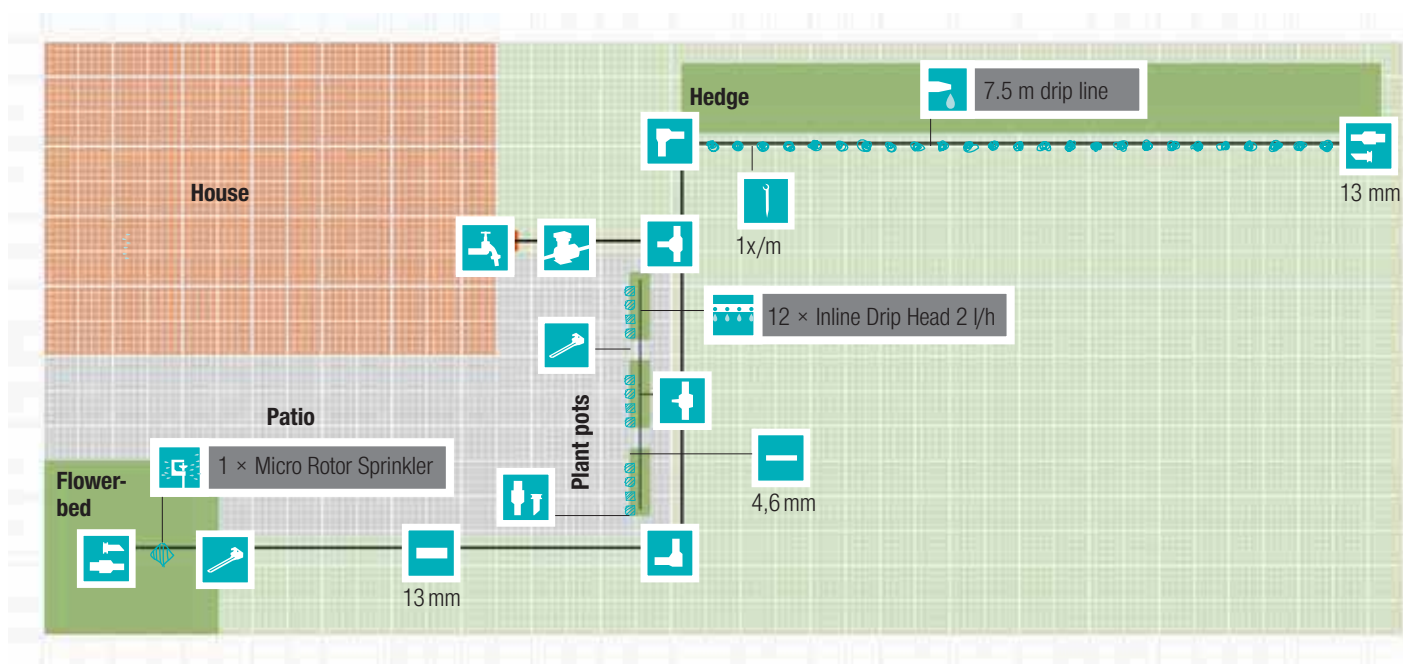 Hedge
7.5 m drip line
House
13 mm
1x/m
12 × Inline Drip Head 2 l/h
Patio
Plant pots
1 × Micro Rotor Sprinkler
Flower-
bed
4,6 mm
13 mm